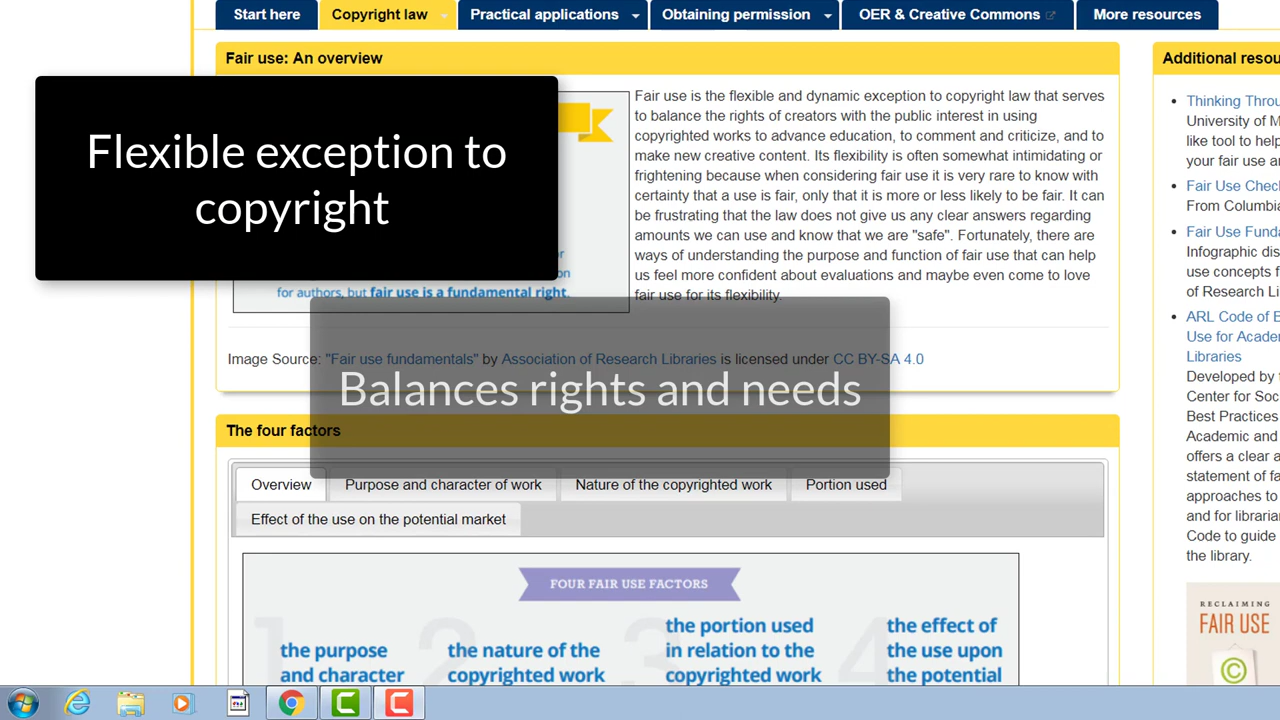 Start here
Copyright law
Practical applications
Obtaining permission
OER & Creative Commons
More resources
Fair use: An overview
Flexible exception to
copyright
Fair use is the flexible and dynamic exception to copyright law that serves
to balance the rights of creators with the public interest in using
copyrighted works to advance education, to comment and criticize, and to
make new creative content. Its flexibility is often somewhat intimidating or
frightening because when considering fair use it is very rare to know with
certainty that a use is fair, only that it is more or less likely to be fair. It can
be frustrating that the law does not give us any clear answers regarding
amounts we can use and know that we are "safe". Fortunately, there are
ways of understanding the purpose and function of fair use that can help
us feel more confident about evaluations and maybe even come to love
fair use for its flexibility.
for authors, but fair use is a fundamental right.
Image Source: "Fair use fundamentals" by Association of Research Libraries is licensed under CC BY-SA 4.0
Balances rights and needs
The four factors
Overview
Purpose and character of work
Nature of the copyrighted work
Portion used
Effect of the use on the potential market
FOUR FAIR USE FACTORS
1
the purpose
and character
2
the nature of the
copyrighted work
3
the portion used
in relation to the
copyrighted work
4
the effect of
the use upon
the potential
Additional resou
Thinking Throu
University of M
like tool to help
your fair use a
Fair Use Chec
From Columbia
Fair Use Funda
Infographic dis
use concepts f
of Research Li
ARL Code of B
Use for Acade
Libraries
Developed by
Center for Soc
Best Practices
Academic and
offers a clear a
statement of fa
approaches to
and for librarian
Code to guide
the library.
RECLAIMING
FAIR USE
©